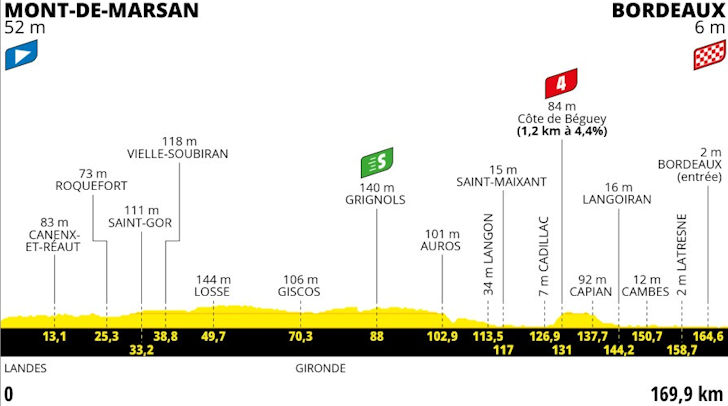 MONT-DE-MARSAN
52 m
BORDEAUX
6 m
4
84 m
Côte de Béguey
(1,2 km à 4,4%)
118 m
VIELLE-SOUBIRAN
S
2 m
BORDEAUX
(entrée)
73 m
ROQUEFORT
15 m
SAINT-MAIXANT
140 m
GRIGNOLS
16 m
LANGOIRAN
111 m
SAINT-GOR
83 m
CANENX-
ET-RÉAUT
101 m
AUROS
34 m LANGON
7 m CADILLAC
2 m LATRESNE
144 m
LOSSE
106 m
GISCOS
92 m
CAPIAN
12 m
CAMBES
13,1
25,3
33,2
38,8
49,7
70,3
88
102,9
113,5
117
126,9
131
137,7
144,2
150,7
158,7
164,6
LANDES
GIRONDE
0
169,9 km